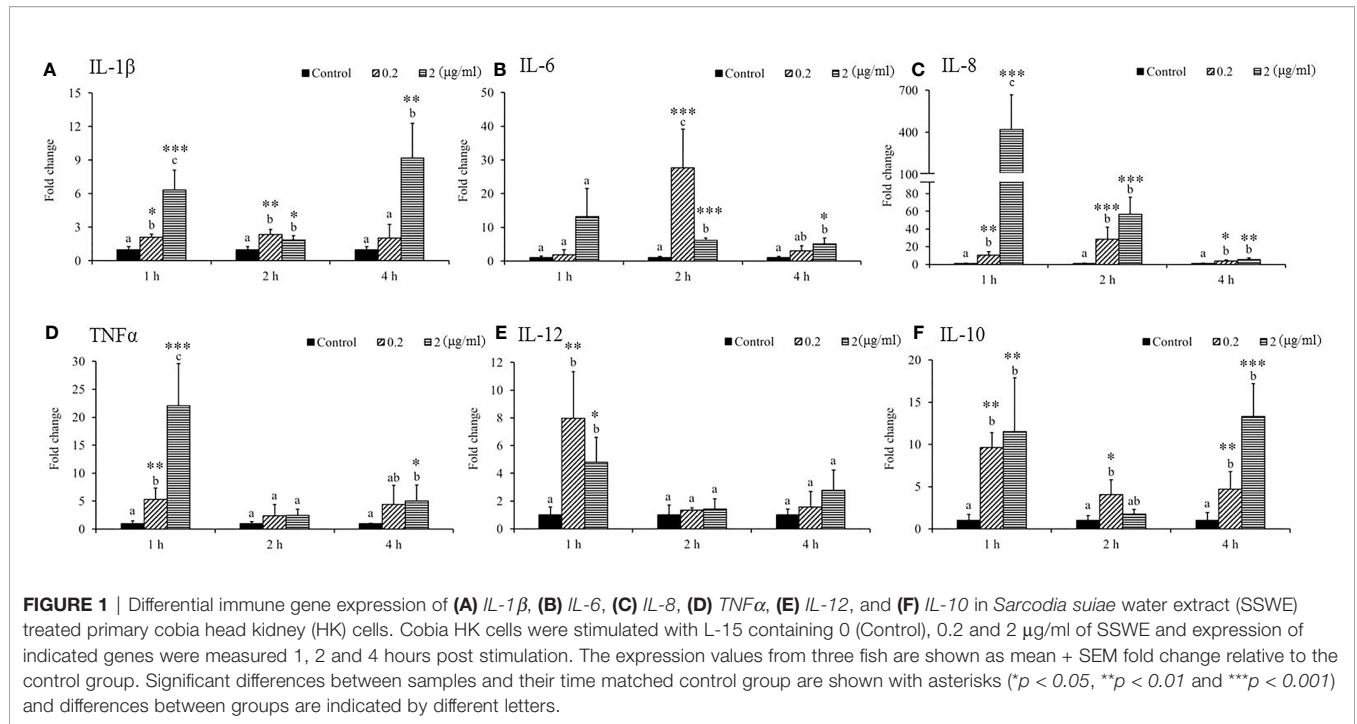 A IL-1β
■Control ▨0.2 ▤2 (µg/ml)
Fold change
15
12
9
6
3
0
a
*
b
***
c
a
**
b
*
b
a
a
**
b
1 h 2 h 4 h
B IL-6
■Control ▨0.2 ▤2 (µg/ml)
Fold change
50
40
30
20
10
0
a
a
a
a
***
c
***
b
a
ab
*
b
1 h 2 h 4 h
C IL-8
■Control ▨0.2 ▤2 (µg/ml)
Fold change
700
400
100
100
80
60
40
20
0
a
**
b
***
c
a
***
b
***
b
a
*
b
**
b
1 h 2 h 4 h
D TNFα
■Control ▨0.2 ▤2 (µg/ml)
Fold change
30
25
20
15
10
5
0
a
**
b
***
c
a
a
a
a
ab
*
b
1 h 2 h 4 h
E IL-12
■Control ▨0.2 ▤2 (µg/ml)
Fold change
14
12
10
8
6
4
2
0
a
**
b
*
b
a
a
a
a
a
a
1 h 2 h 4 h
F IL-10
■Control ▨0.2 ▤2 (µg/ml)
Fold change
20
15
10
5
0
a
**
b
**
b
a
*
b
ab
a
**
b
***
b
1 h 2 h 4 h
FIGURE 1 | Differential immune gene expression of (A) IL-1β, (B) IL-6, (C) IL-8, (D) TNFα, (E) IL-12, and (F) IL-10 in Sarcodia suiae water extract (SSWE)
treated primary cobia head kidney (HK) cells. Cobia HK cells were stimulated with L-15 containing 0 (Control), 0.2 and 2 µg/ml of SSWE and expression of
indicated genes were measured 1, 2 and 4 hours post stimulation. The expression values from three fish are shown as mean + SEM fold change relative to the
control group. Significant differences between samples and their time matched control group are shown with asterisks (*p < 0.05, **p < 0.01 and ***p < 0.001)
and differences between groups are indicated by different letters.